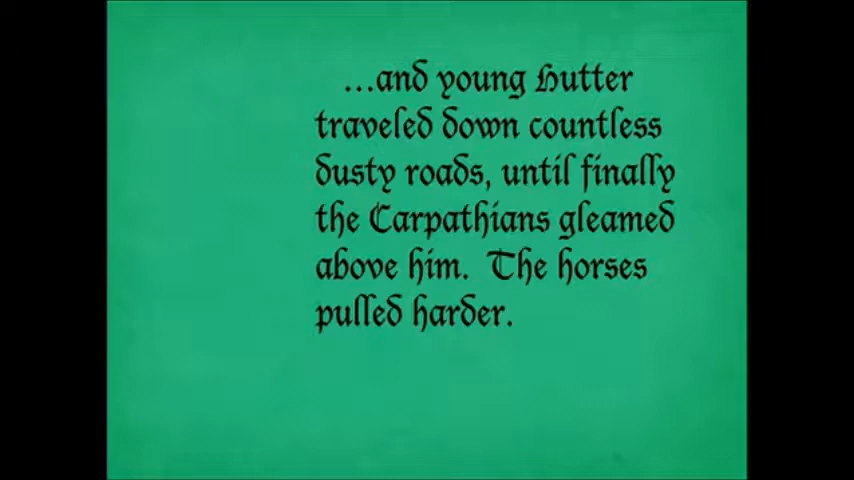 ...and young Hutter
traveled down countless
dusty roads, until finally
the Carpathians gleamed
above him. The horses
pulled harder.